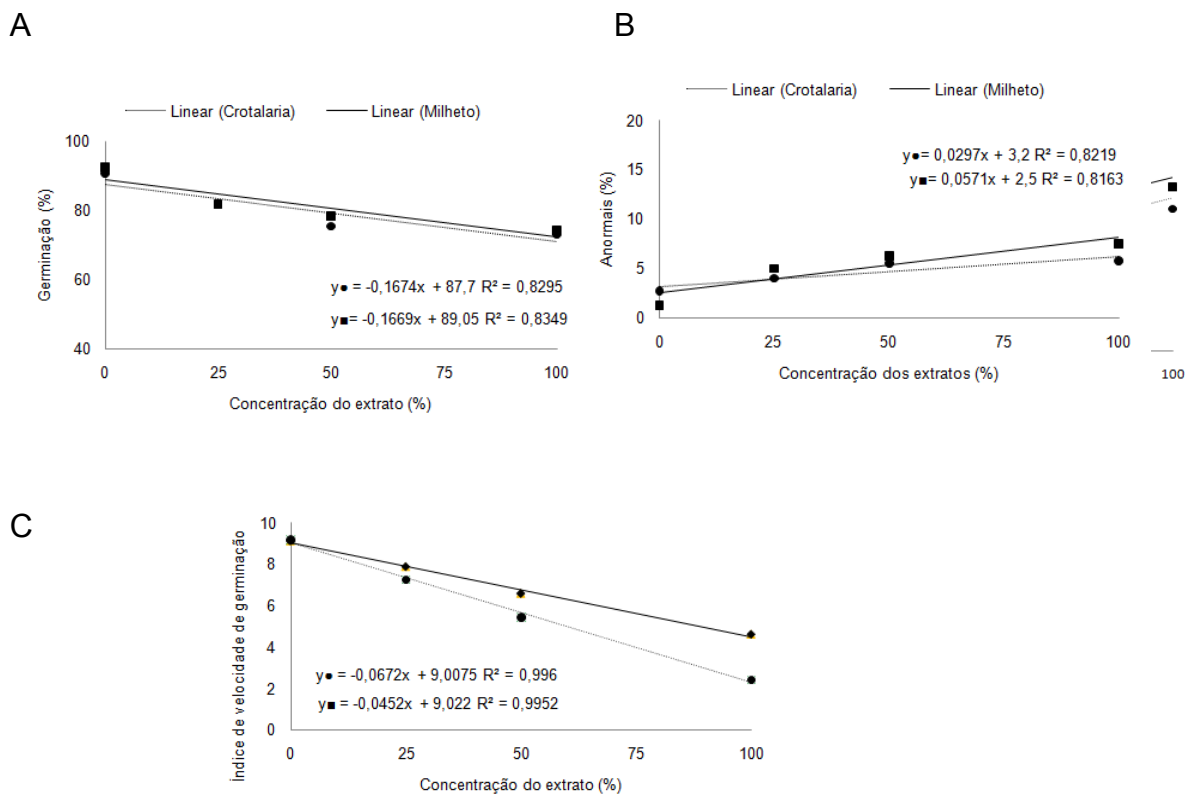 A
B
Linear (Crotalaria) Linear (Milheto)
Germinação (%)
100
80
60
40
y● = -0,1674x + 87,7 R² = 0,8295
y■= -0,1669x + 89,05 R² = 0,8349
0 25 50 100
Concentração do extrato (%)
Linear (Crotalaria) Linear (Milheto)
Anormais (%)
20
15
10
5
0
y●= 0,0297x + 3,2 R² = 0,8219
y■= 0,0571x + 2,5 R² = 0,8163
0 25 50 100
100
Concentração dos extratos (%)
C
Índice de velocidade de germinação
10
8
6
4
2
0
y● = -0,0672x + 9,0075 R² = 0,996
y■ = -0,0452x + 9,022 R² = 0,9952
0 25 50 100
Concentração do extrato (%)